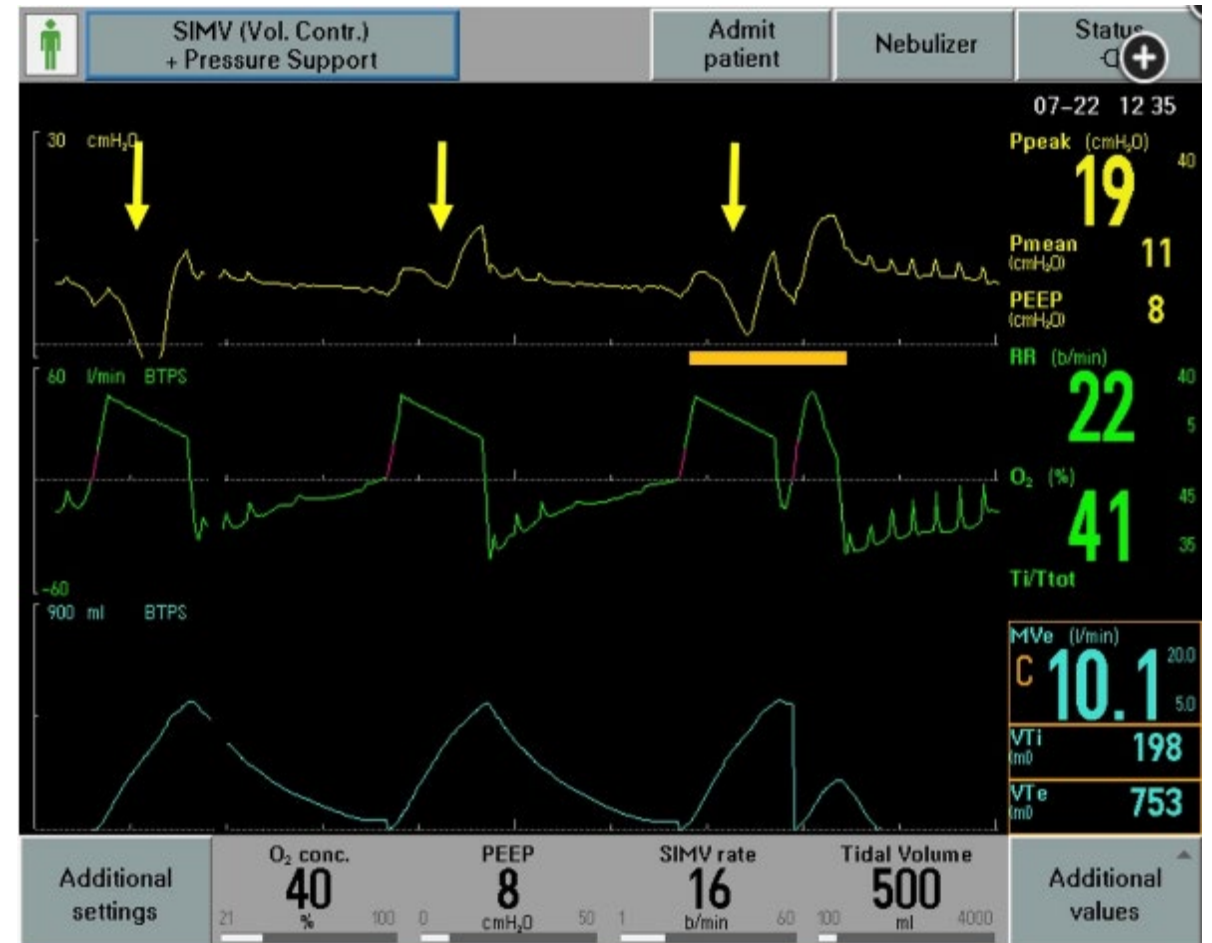 SIMV (Vol. Contr.)
+ Pressure Support
Admit
patient
Nebulizer
Status
07-22 12 35
30 cmH₂O
Ppeak (cmH₂O)
40
19
Pmean
(cmH₂O)
11
PEEP
(cmH₂O)
8
60 l/min BTPS
-60
RR (b/min)
40
22
5
O₂ (%)
45
41
35
Ti/Ttot
900 ml BTPS
MVe (l/min)
C 10.1
20.0
5.0
VTi
(ml)
198
VTe
(ml)
753
Additional
settings
O₂ conc.
40
21 % 100
PEEP
8
0 cmH₂O 50
SIMV rate
16
1 b/min 60
Tidal Volume
500
100 ml 4000
Additional
values